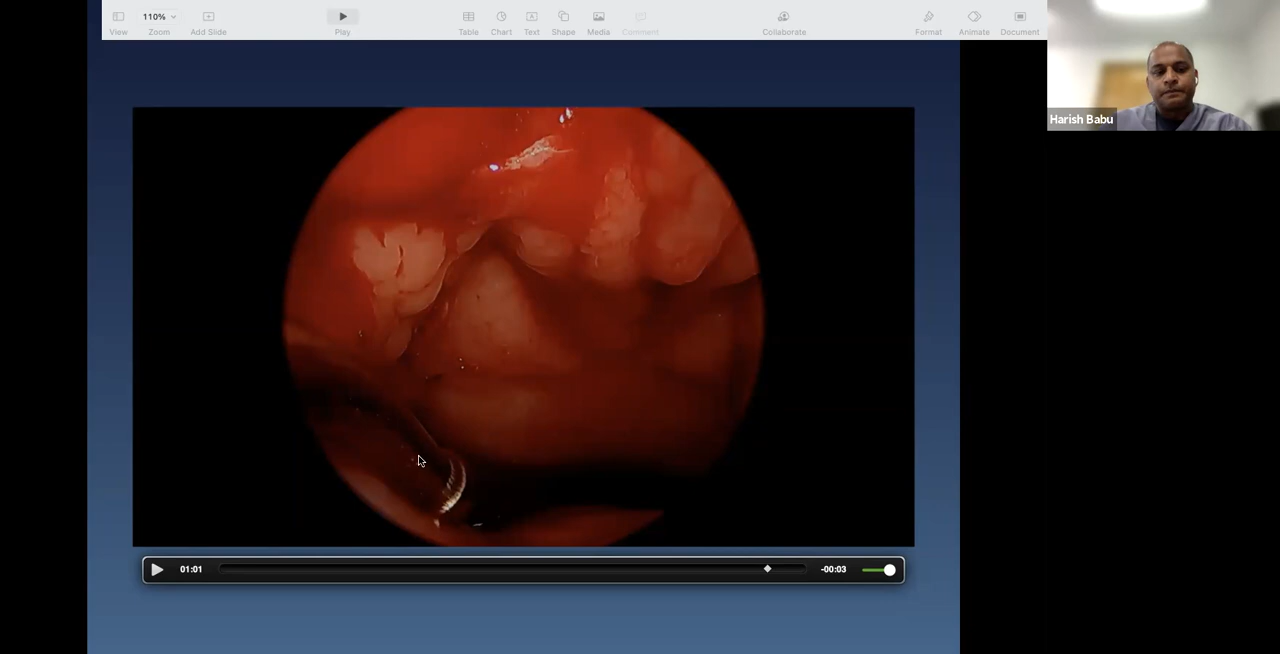 110%
View Zoom Add Slide Play Table Chart Text Shape Media Comment Collaborate Format Animate Document
Harish Babu
01:01 -00:03